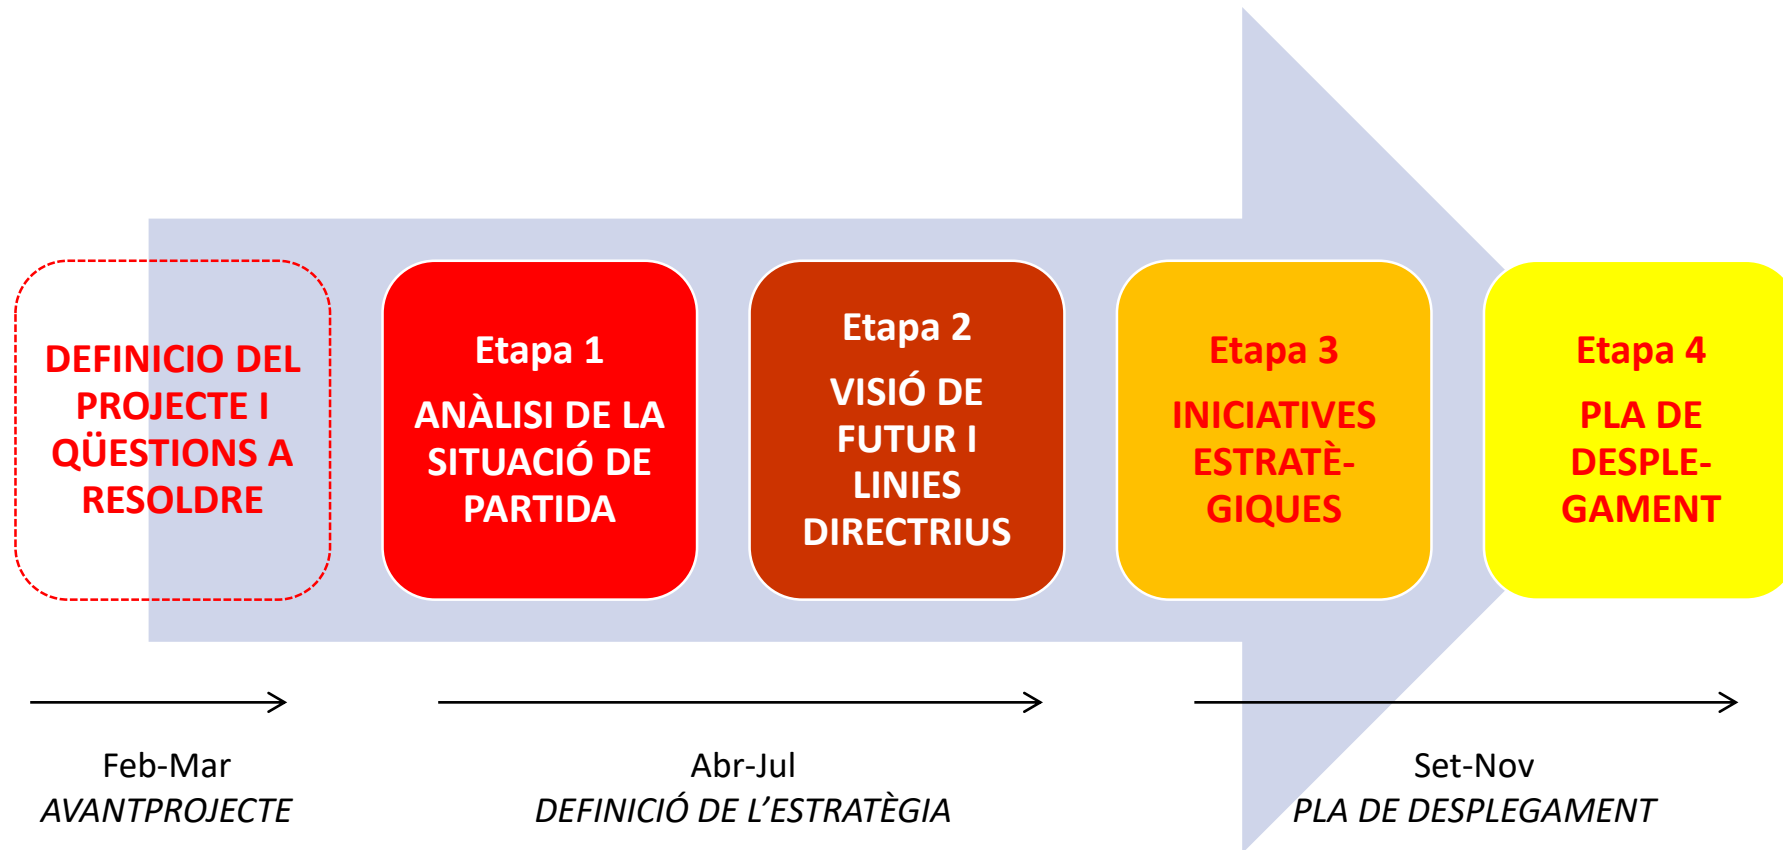 DEFINICIO DEL
PROJECTE I
QÜESTIONS A
RESOLDRE
Etapa 1
ANÀLISI DE LA
SITUACIÓ DE
PARTIDA
Etapa 2
VISIÓ DE
FUTUR I
LINIES
DIRECTRIUS
Etapa 3
INICIATIVES
ESTRATÈ-
GIQUES
Etapa 4
PLA DE
DESPLE-
GAMENT
Feb-Mar
AVANTPROJECTE
Abr-Jul
DEFINICIÓ DE L’ESTRATÈGIA
Set-Nov
PLA DE DESPLEGAMENT